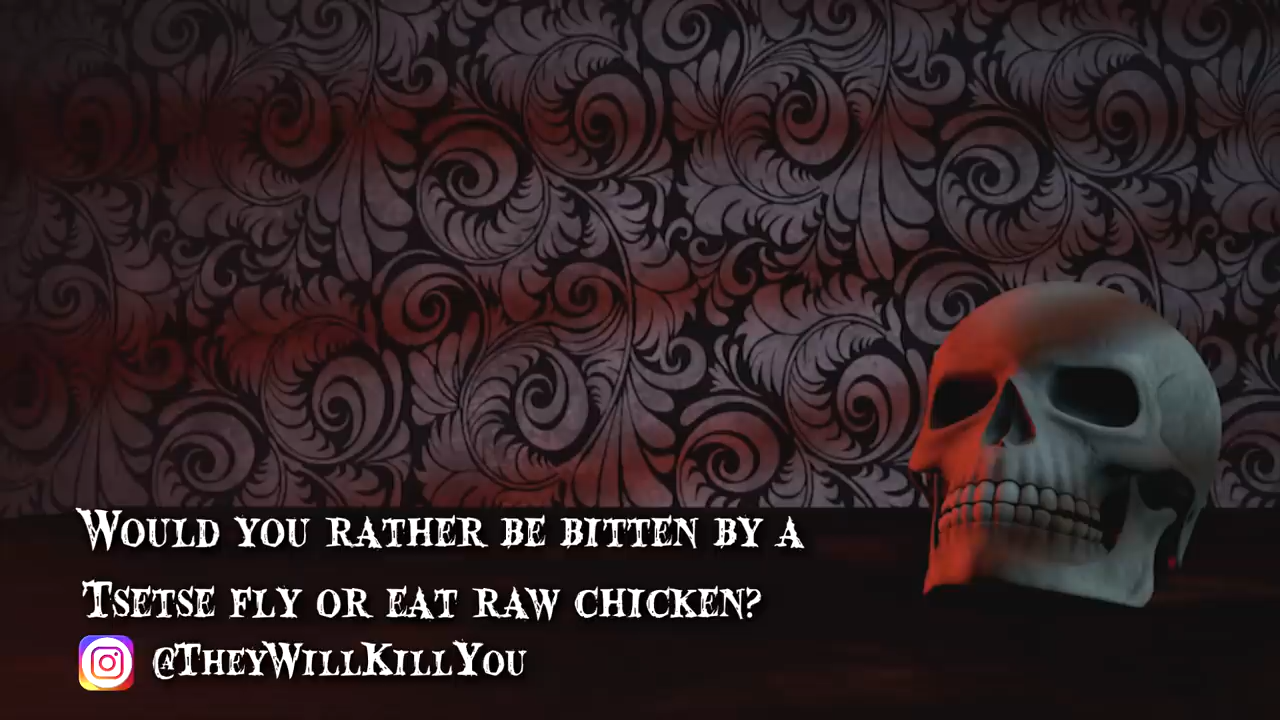 Would you rather be bitten by a
Tsetse fly or eat raw chicken?
@TheyWillKillYou